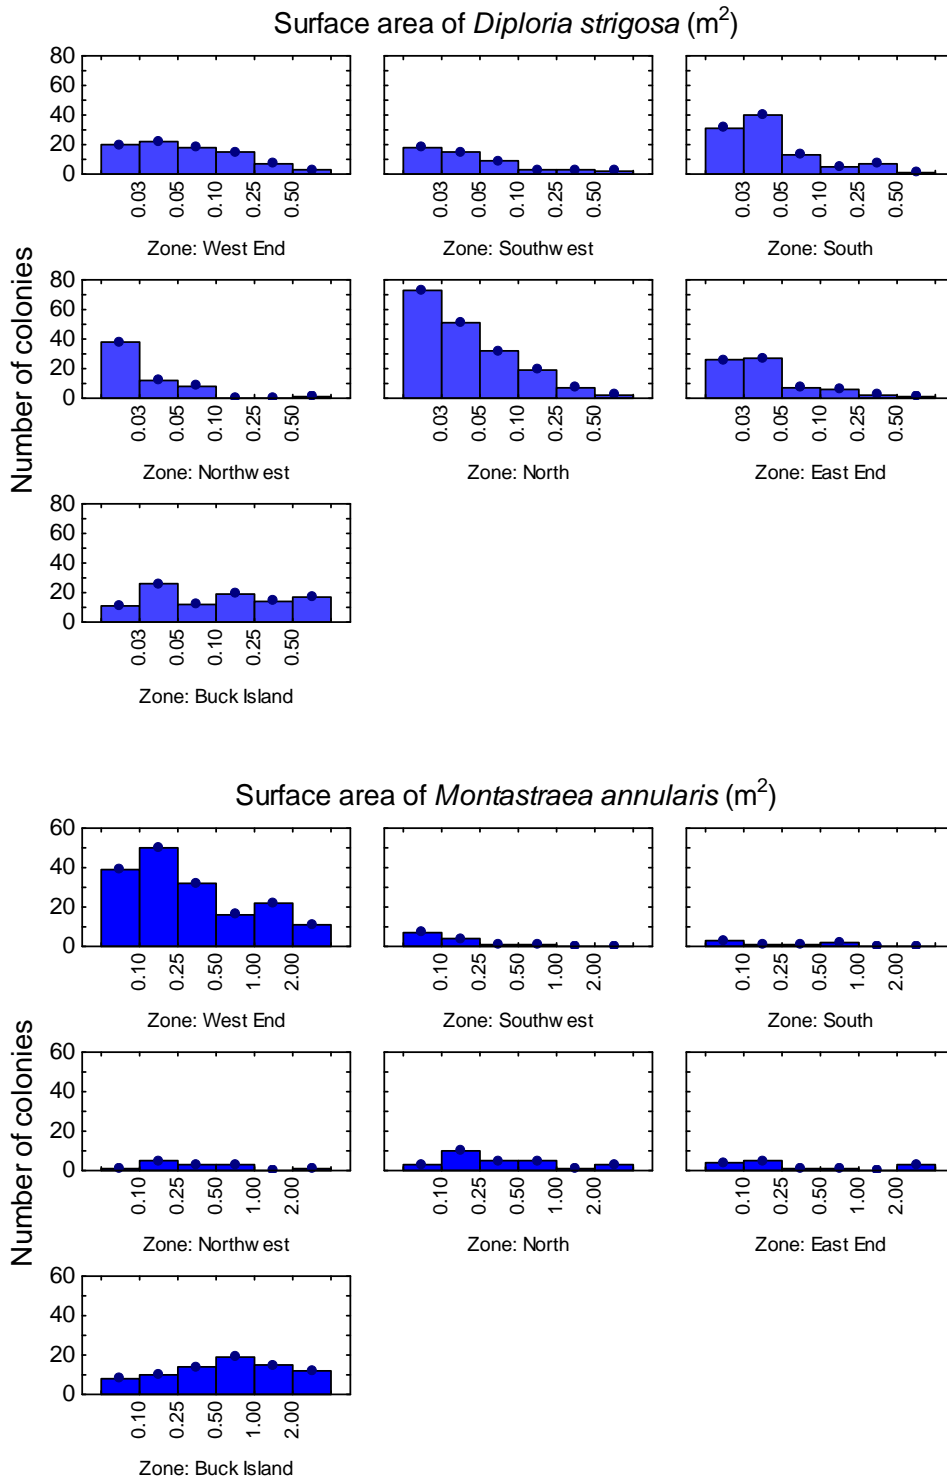 Surface area of Diploria strigosa (m²)
80
60
40
20
0
0.03 0.05 0.10 0.25 0.50
0.03 0.05 0.10 0.25 0.50
0.03 0.05 0.10 0.25 0.50
Zone: West End
Zone: Southwest
Zone: South
Number of colonies
80
60
40
20
0
0.03 0.05 0.10 0.25 0.50
0.03 0.05 0.10 0.25 0.50
0.03 0.05 0.10 0.25 0.50
Zone: Northwest
Zone: North
Zone: East End
80
60
40
20
0
0.03 0.05 0.10 0.25 0.50
Zone: Buck Island
Surface area of Montastraea annularis (m²)
60
40
20
0
0.10 0.25 0.50 1.00 2.00
0.10 0.25 0.50 1.00 2.00
0.10 0.25 0.50 1.00 2.00
Zone: West End
Zone: Southwest
Zone: South
Number of colonies
60
40
20
0
0.10 0.25 0.50 1.00 2.00
0.10 0.25 0.50 1.00 2.00
0.10 0.25 0.50 1.00 2.00
Zone: Northwest
Zone: North
Zone: East End
60
40
20
0
0.10 0.25 0.50 1.00 2.00
Zone: Buck Island